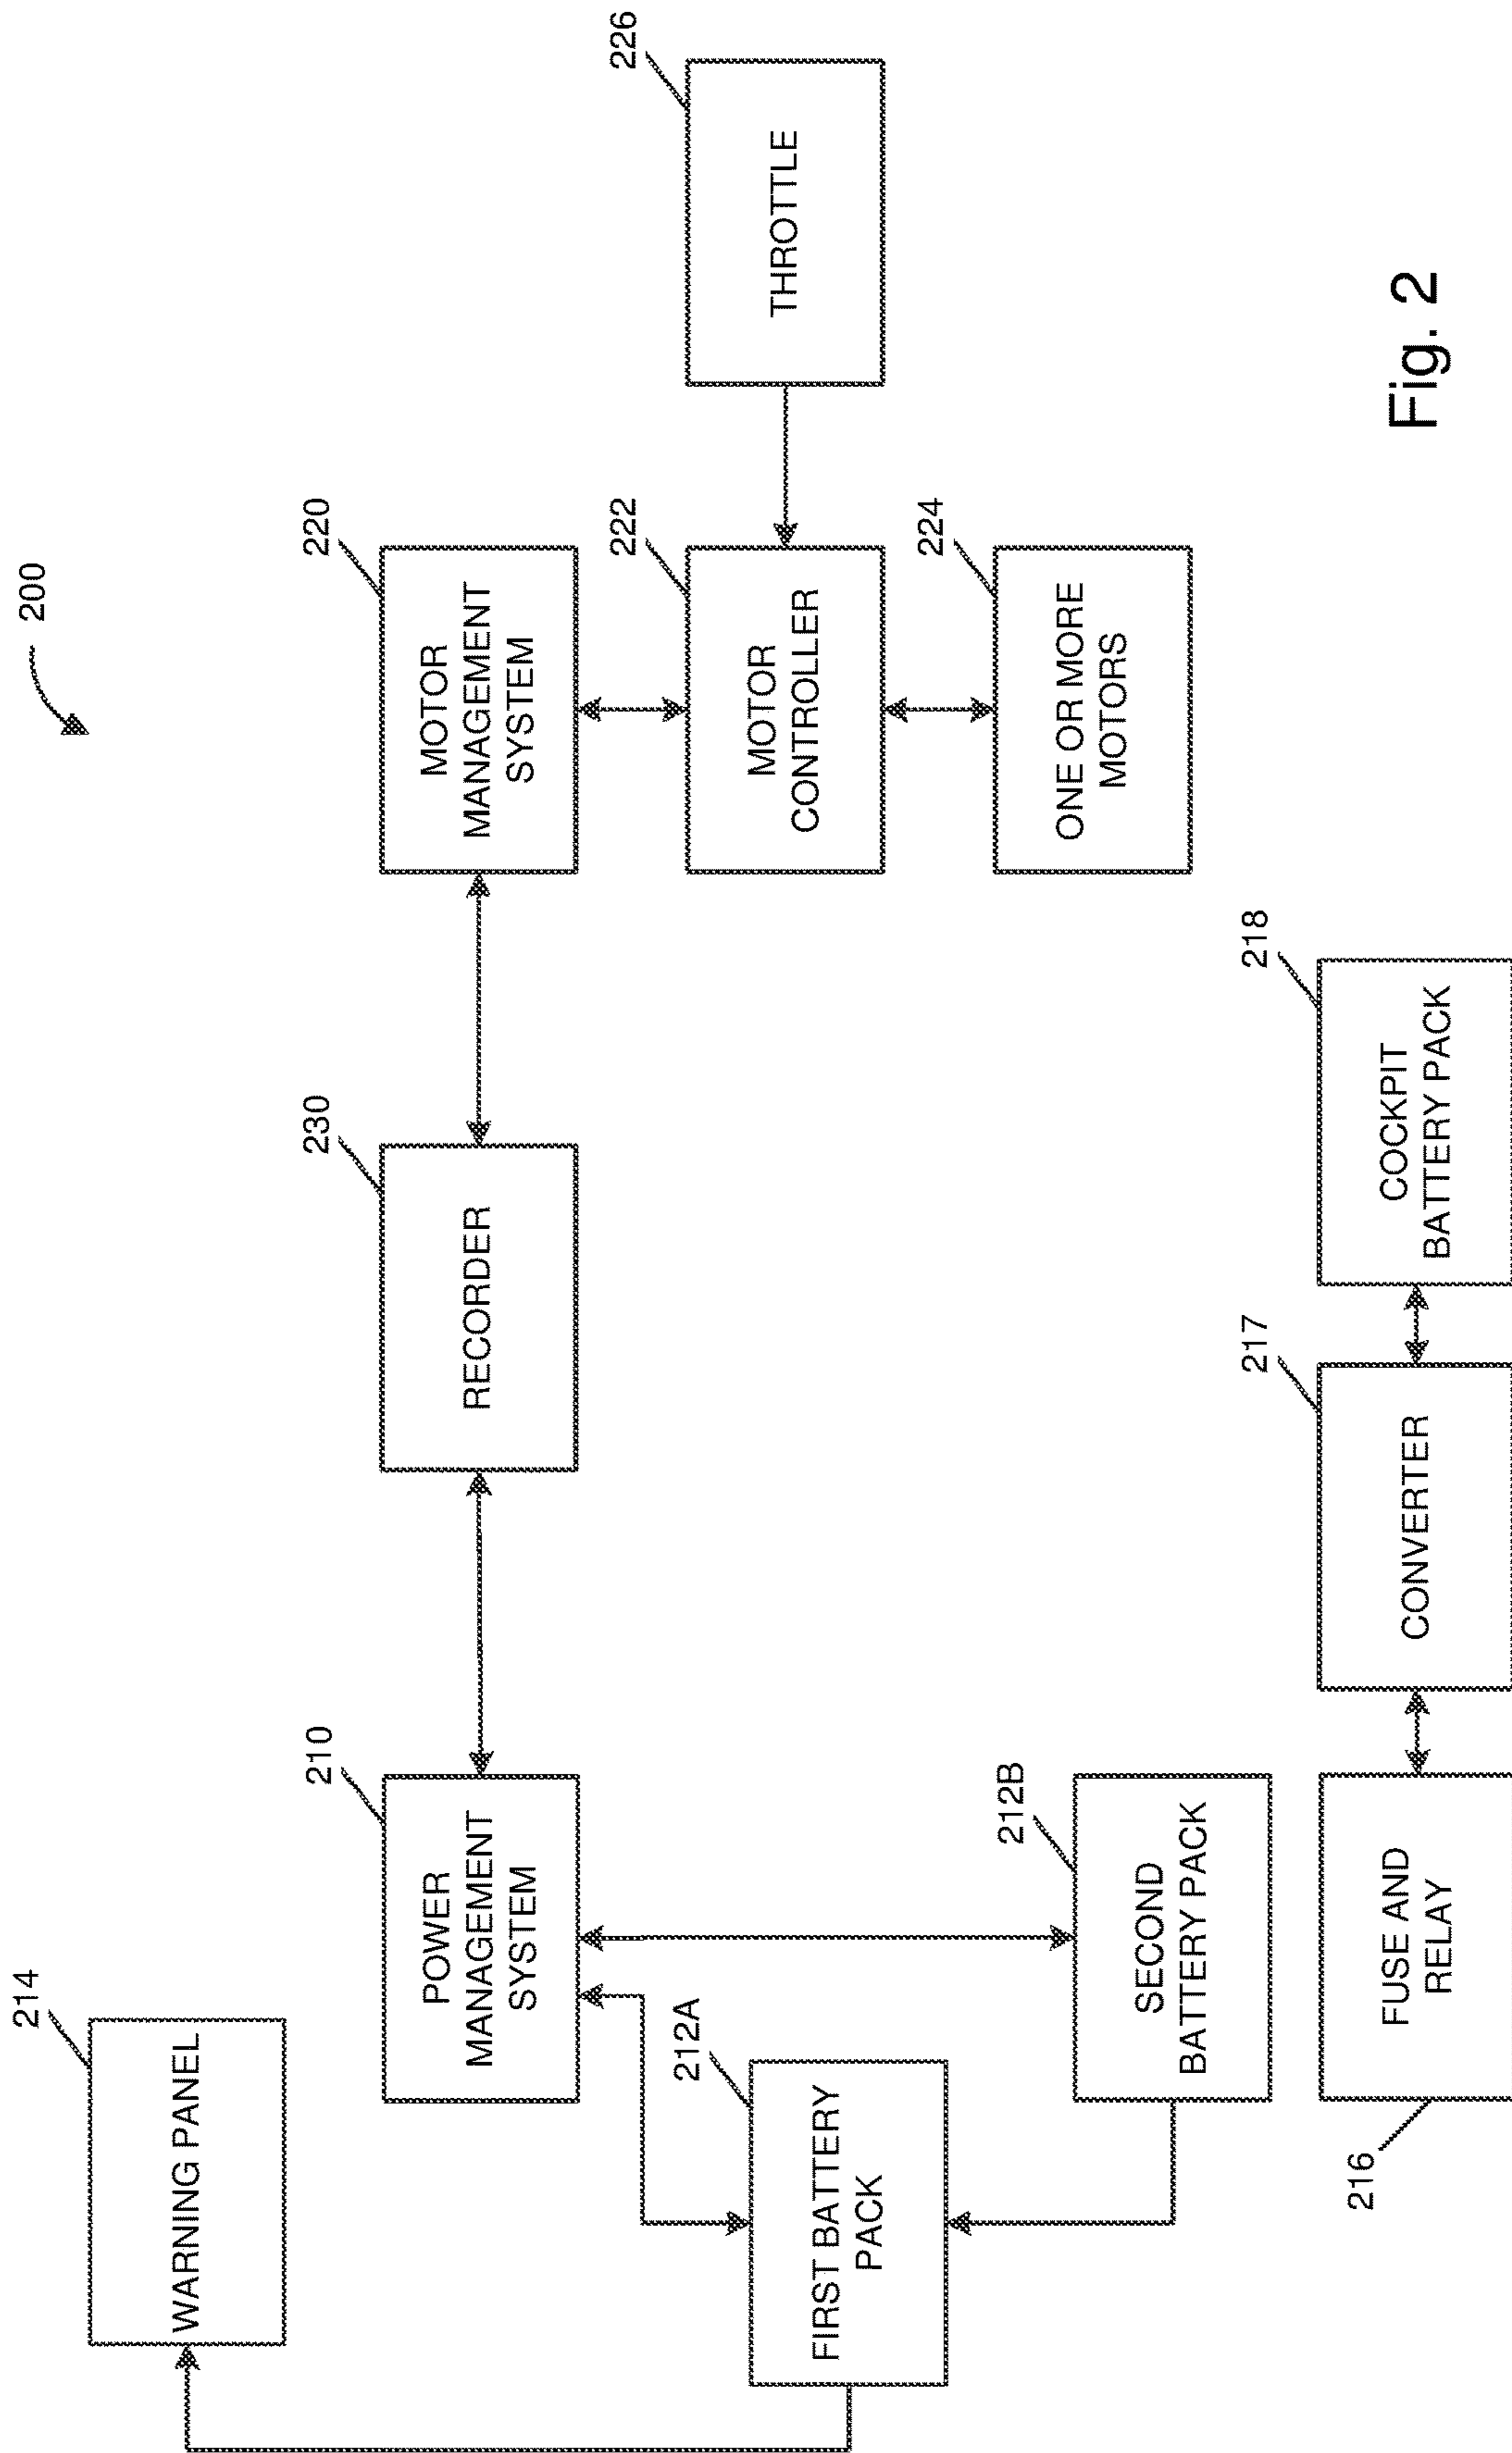 200
214
WARNING PANEL
210
POWER
MANAGEMENT
SYSTEM
230
RECORDER
220
MOTOR
MANAGEMENT
SYSTEM
212A
FIRST BATTERY
PACK
222
MOTOR
CONTROLLER
226
THROTTLE
212B
SECOND
BATTERY PACK
224
ONE OR MORE
MOTORS
216
FUSE AND
RELAY
217
CONVERTER
218
COCKPIT
BATTERY PACK
Fig. 2